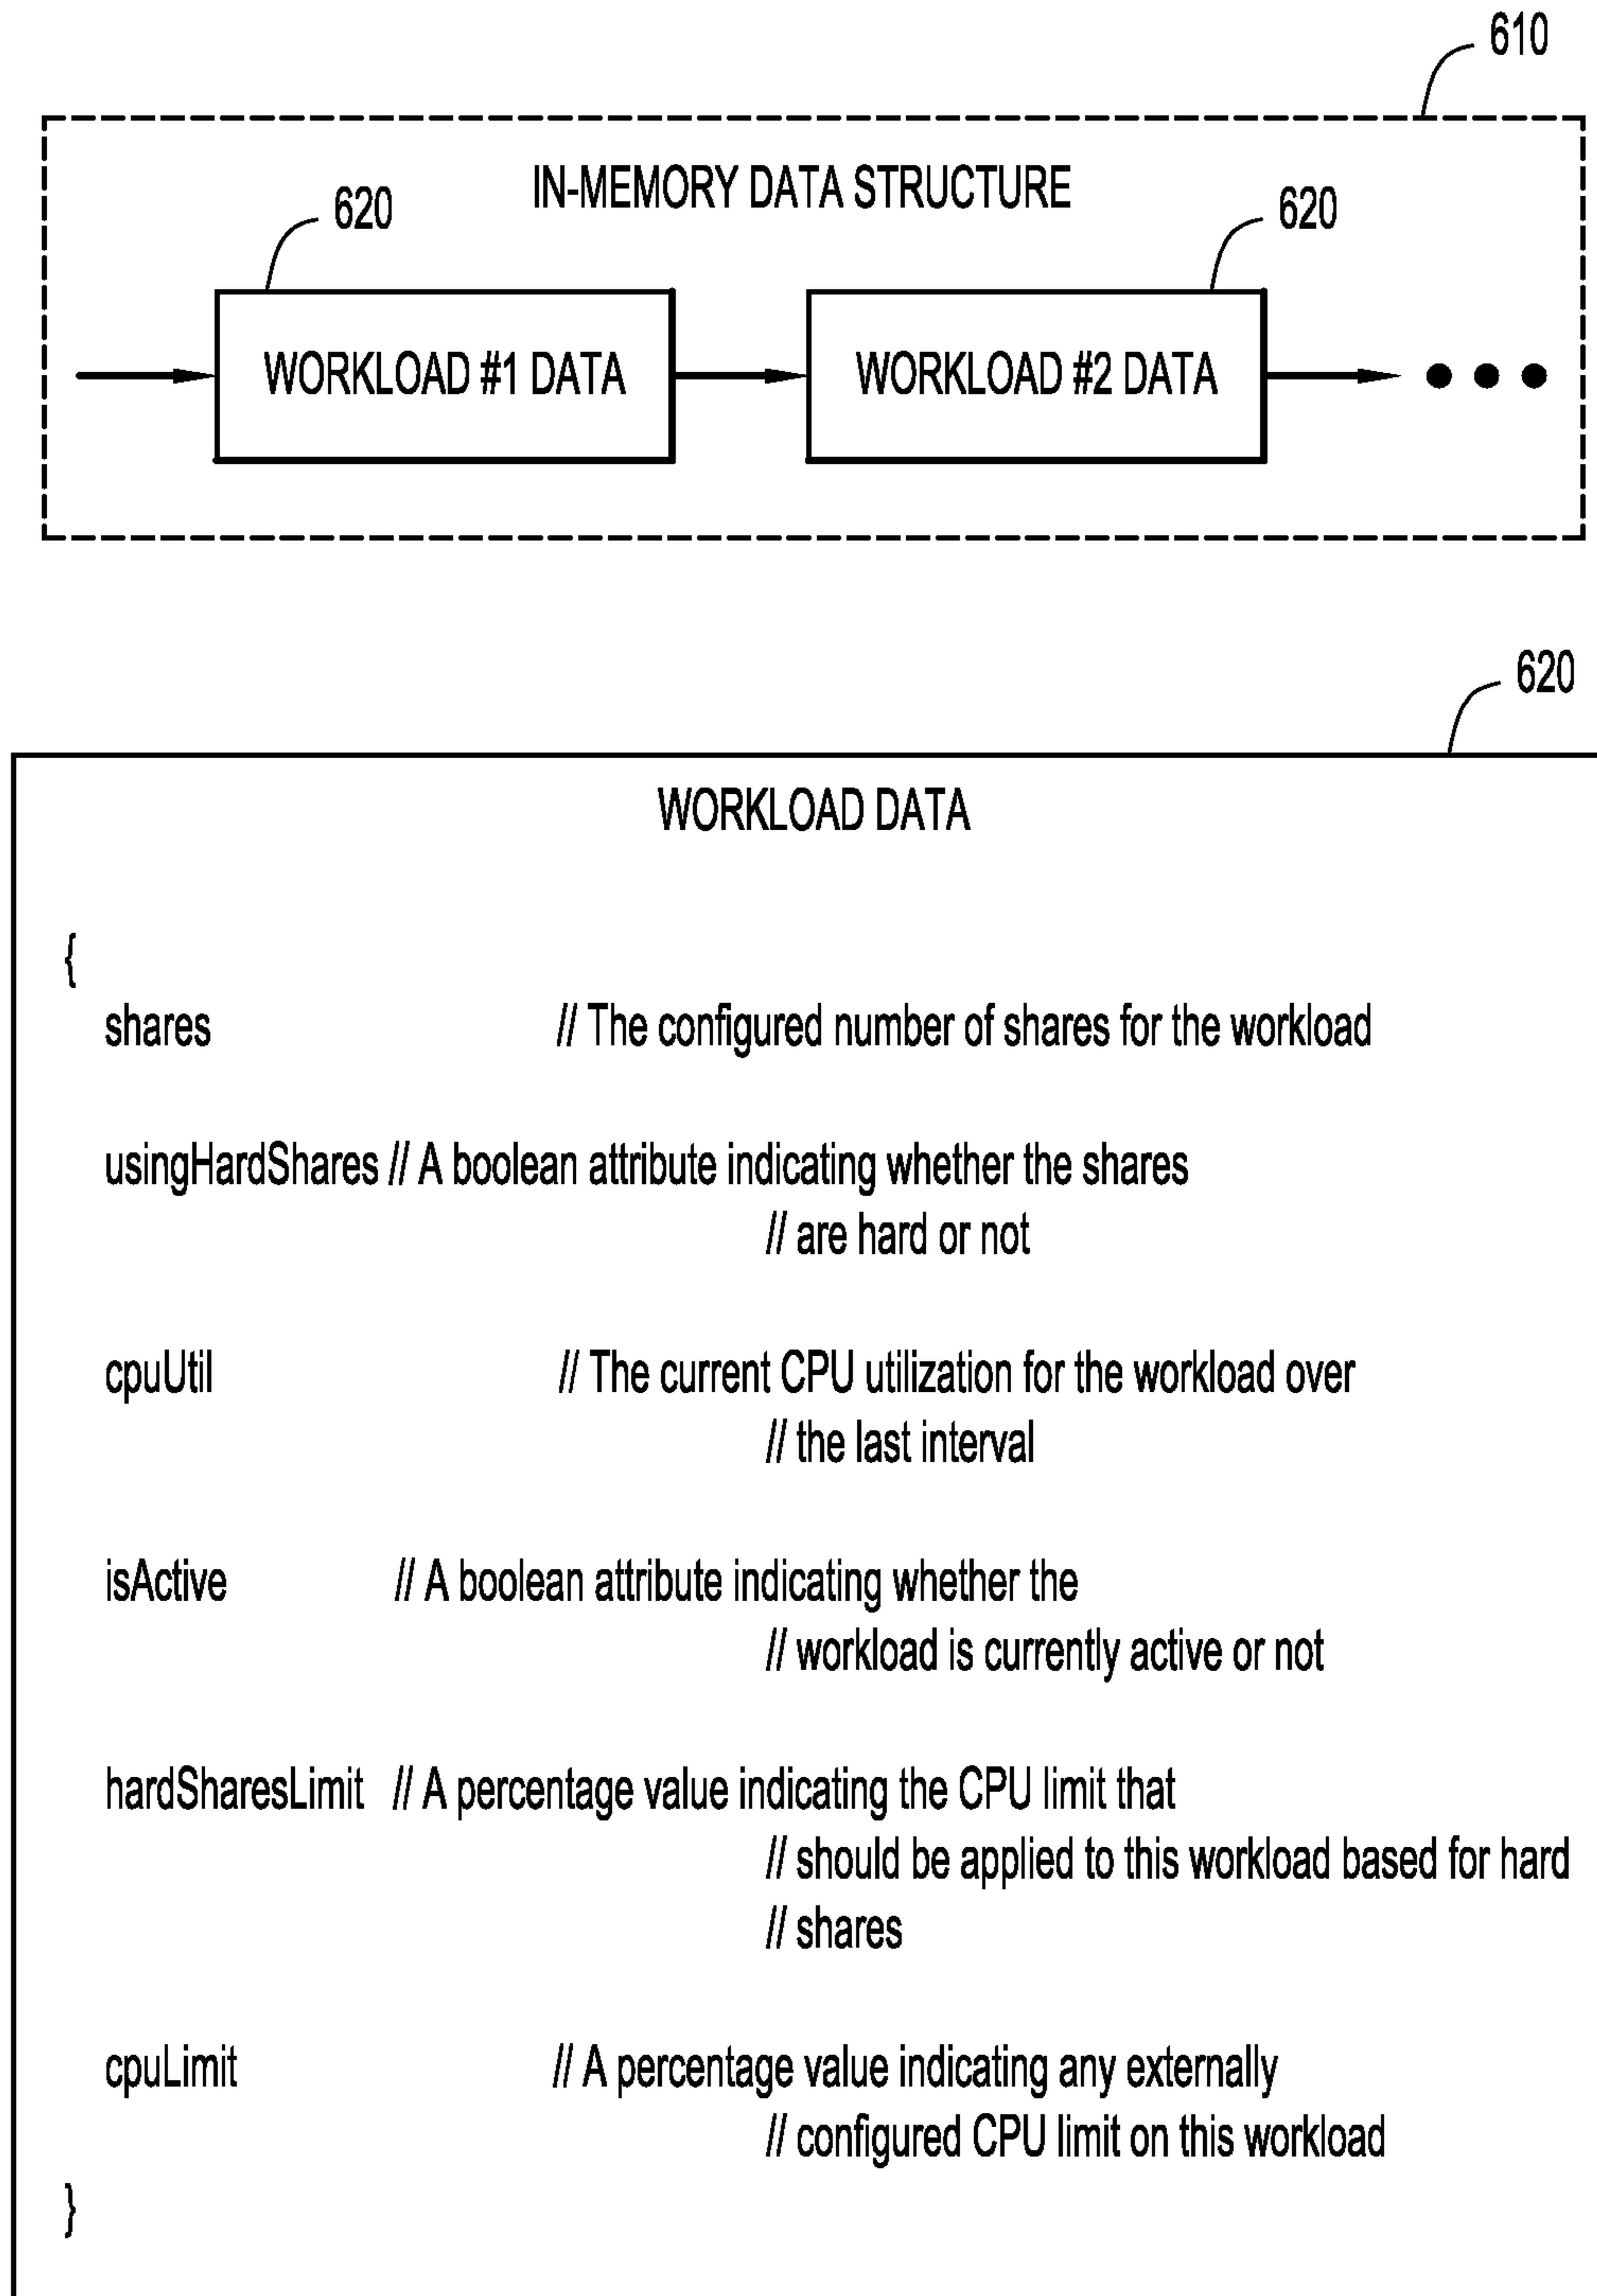 610
IN-MEMORY DATA STRUCTURE
620
620
WORKLOAD #1 DATA
WORKLOAD #2 DATA
620
WORKLOAD DATA
{
shares // The configured number of shares for the workload
usingHardShares // A boolean attribute indicating whether the shares
// are hard or not
cpuUtil // The current CPU utilization for the workload over
// the last interval
isActive // A boolean attribute indicating whether the
// workload is currently active or not
hardSharesLimit // A percentage value indicating the CPU limit that
// should be applied to this workload based for hard
// shares
cpuLimit // A percentage value indicating any externally
// configured CPU limit on this workload
}